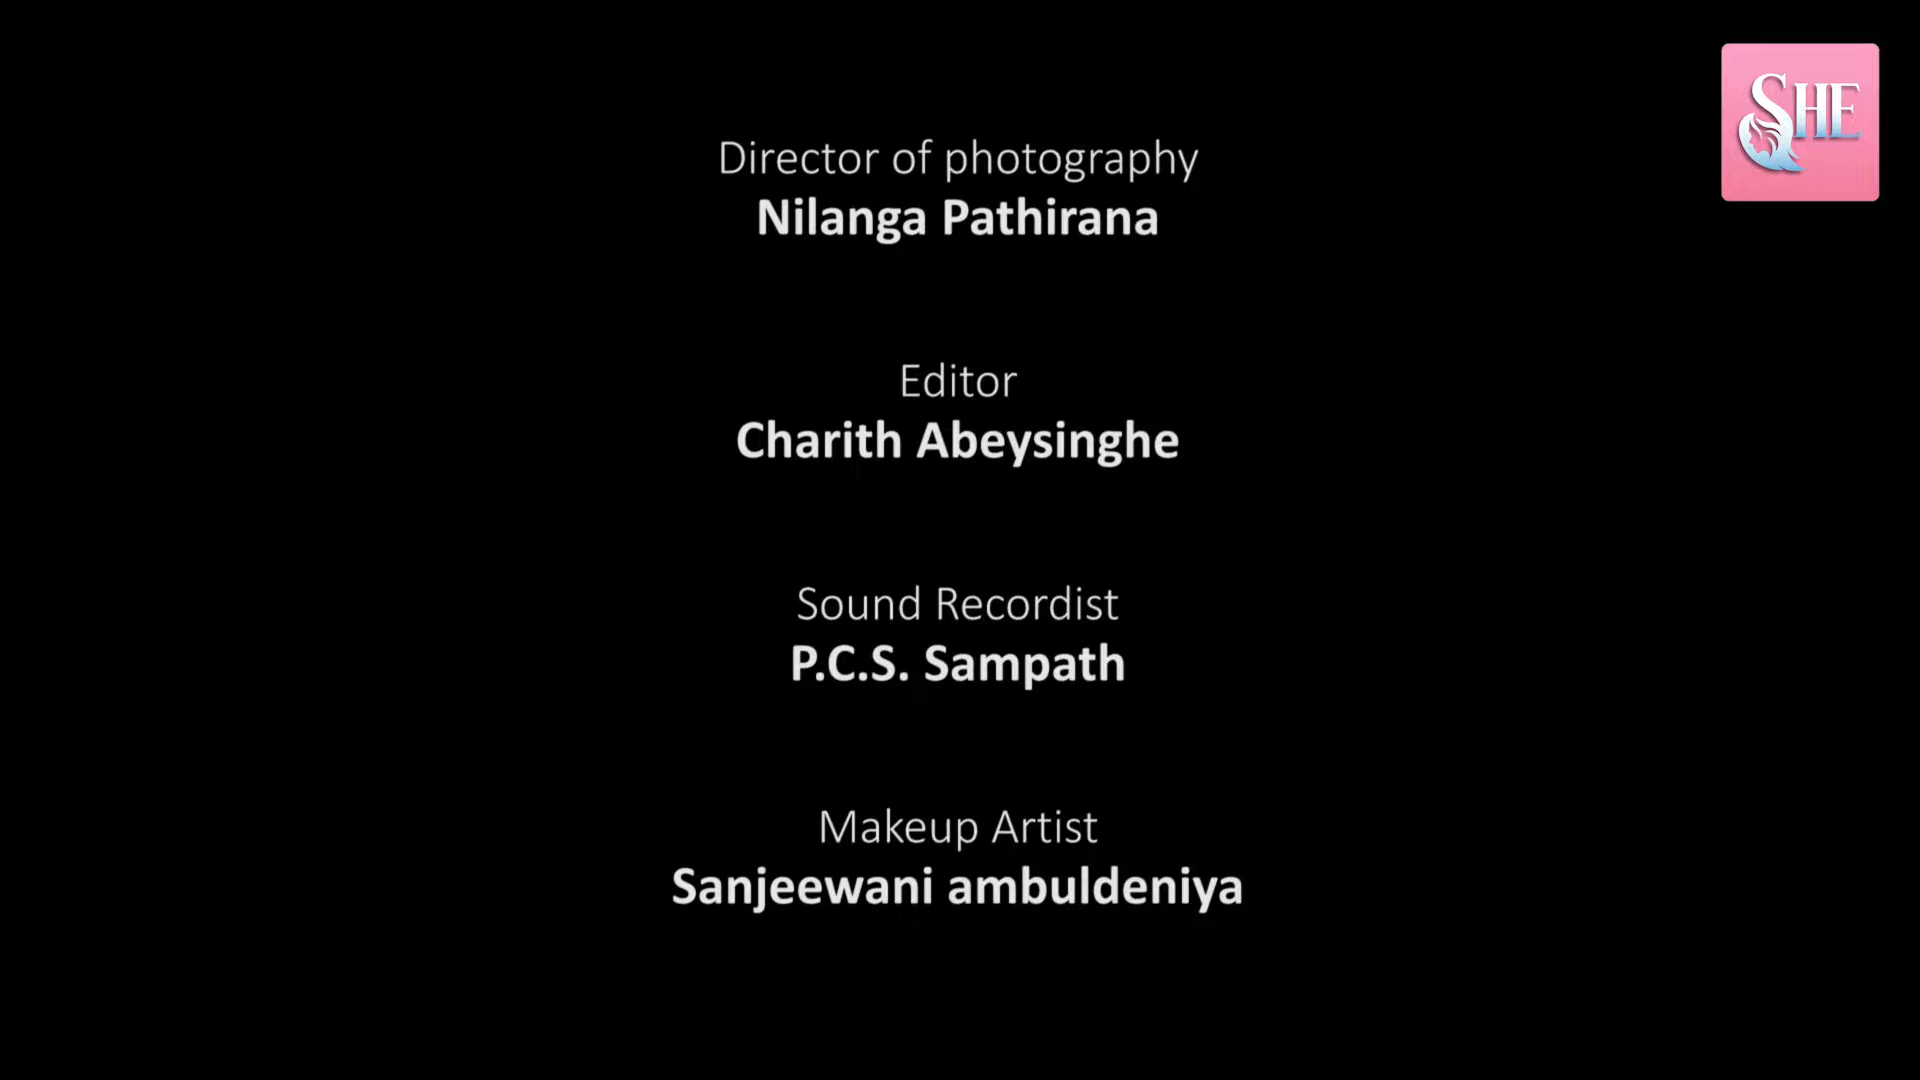 SHE
Director of photography
Nilanga Pathirana
Editor
Charith Abeysinghe
Sound Recordist
P.C.S. Sampath
Makeup Artist
Sanjeewani ambuldeniya